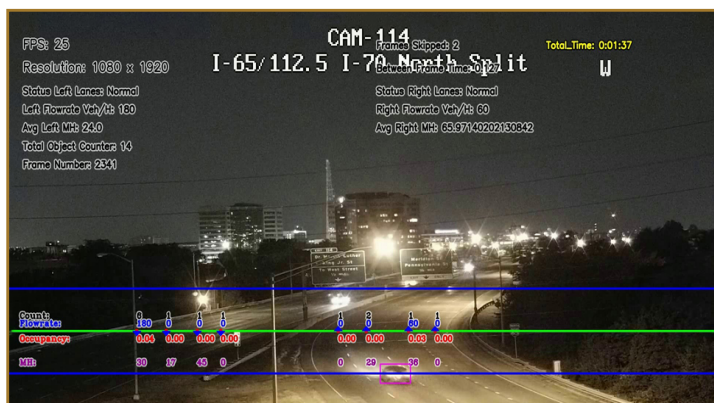 CAM-114
FPS: 25
Frames Skipped: 2
Total_Time: 0:01:37
I-65/112.5 I-70 North Split
Resolution: 1080 x 1920
W
Status Left Lanes: Normal
Status Right Lanes: Normal
Left Flowrate Veh/H: 180
Right Flowrate Veh/H: 60
Avg Left MH: 24.0
Avg Right MH: 65.97140202130842
Total Object Counter: 14
Frame Number: 2341
Count: 6 1 1 1 1 2 1 1
Flowrate: 180 0 0 0 0 0 60 0
Occupancy: 0.04 0.00 0.00 0.00 0.00 0.00 0.03 0.00
MH: 30 17 45 0 0 29 36 0